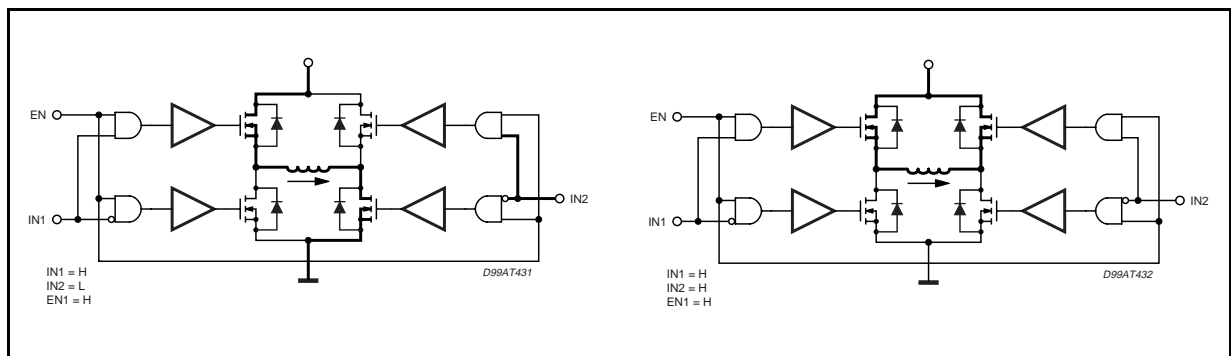 EN
IN1
IN2
IN1 = H
IN2 = L
EN1 = H
D99AT431
EN
IN1
IN2
IN1 = H
IN2 = H
EN1 = H
D99AT432